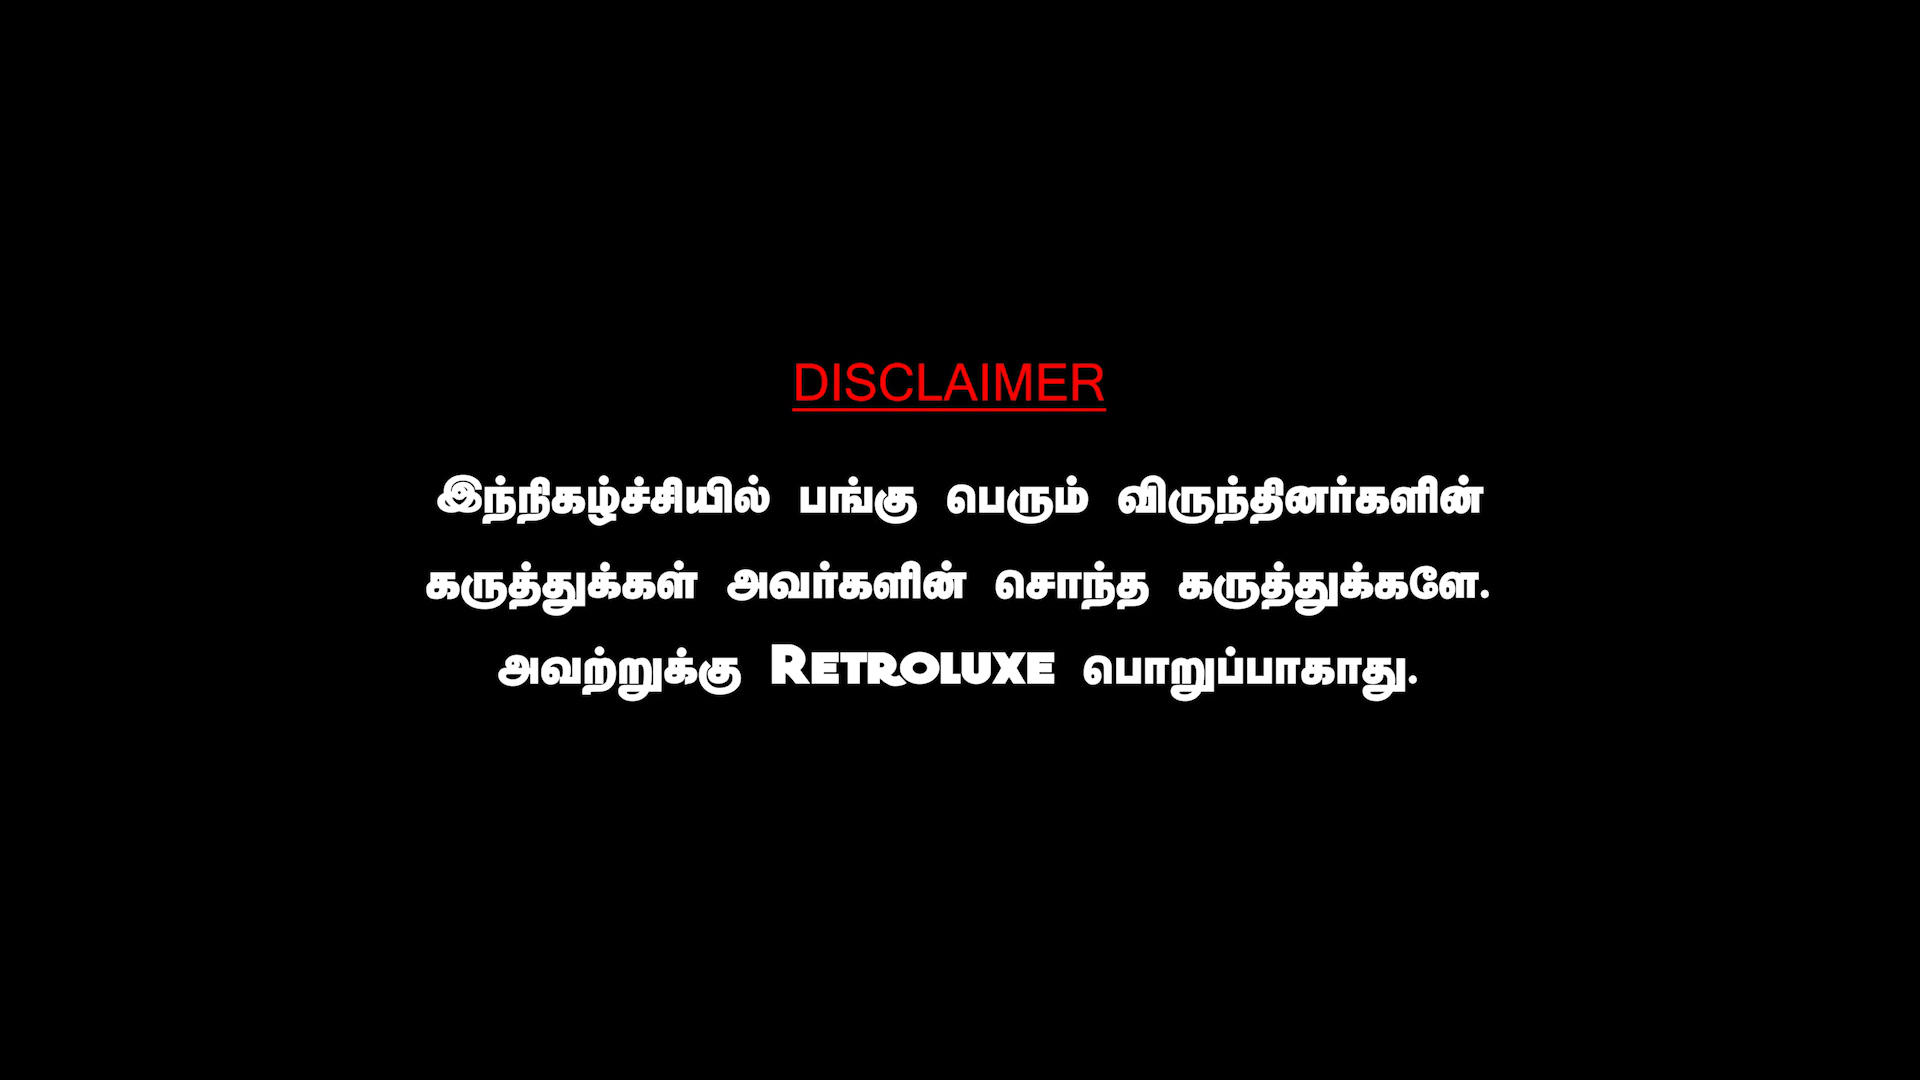 DISCLAIMER
இந்நிகழ்ச்சியில் பங்கு பெரும் விருந்தினர்களின்
கருத்துக்கள் அவர்களின் சொந்த கருத்துக்களே.
அவற்றுக்கு RETROLUXE பொறுப்பாகாது.